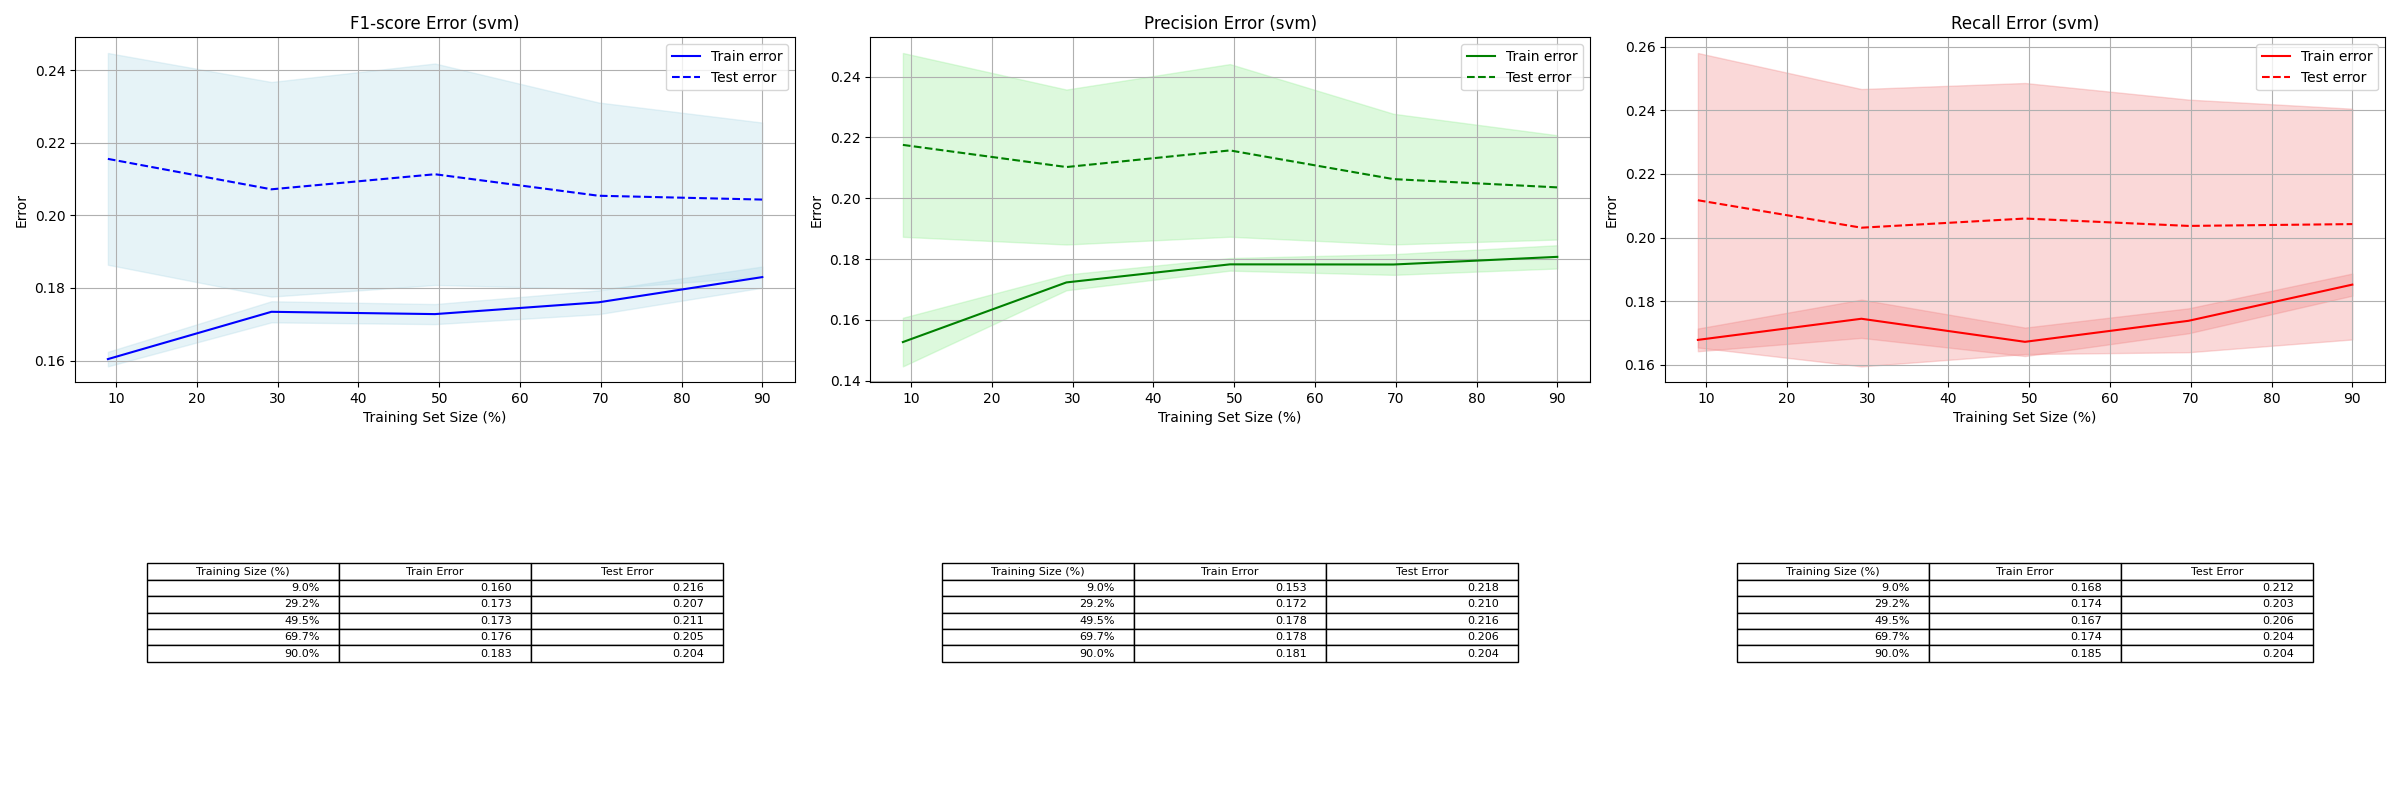 F1-score Error (svm)
Train error
Test error
0.24
0.22
0.20
0.18
0.16
Error
10 20 30 40 50 60 70 80 90
Training Set Size (%)
Precision Error (svm)
Train error
Test error
0.24
0.22
0.20
0.18
0.16
0.14
Error
10 20 30 40 50 60 70 80 90
Training Set Size (%)
Recall Error (svm)
Train error
Test error
0.26
0.24
0.22
0.20
0.18
0.16
Error
10 20 30 40 50 60 70 80 90
Training Set Size (%)
Training Size (%) Train Error Test Error
9.0% 0.160 0.216
29.2% 0.173 0.207
49.5% 0.173 0.211
69.7% 0.176 0.205
90.0% 0.183 0.204
Training Size (%) Train Error Test Error
9.0% 0.153 0.218
29.2% 0.172 0.210
49.5% 0.178 0.216
69.7% 0.178 0.206
90.0% 0.181 0.204
Training Size (%) Train Error Test Error
9.0% 0.168 0.212
29.2% 0.174 0.203
49.5% 0.167 0.206
69.7% 0.174 0.204
90.0% 0.185 0.204